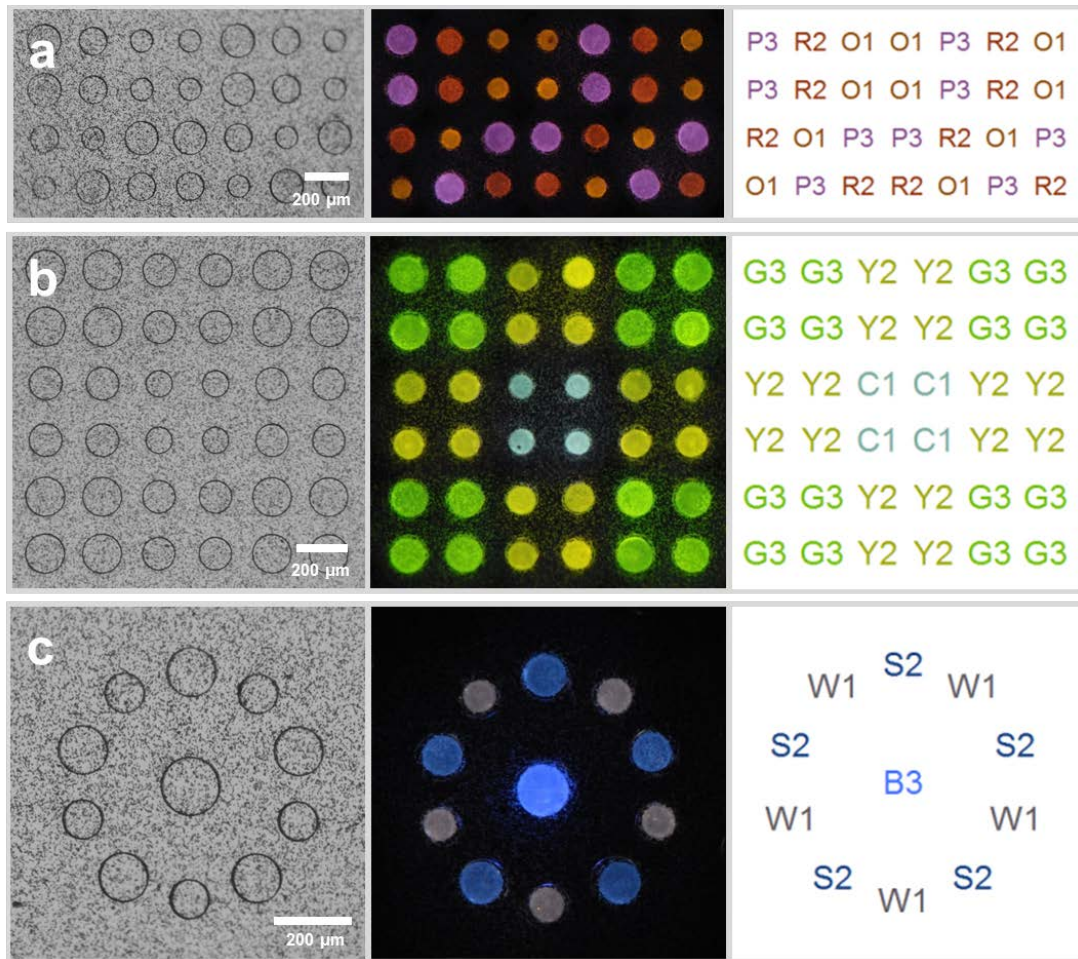 a
200 µm
P3 R2 O1 O1 P3 R2 O1
P3 R2 O1 O1 P3 R2 O1
R2 O1 P3 P3 R2 O1 P3
O1 P3 R2 R2 O1 P3 R2
b
200 µm
G3 G3 Y2 Y2 G3 G3
G3 G3 Y2 Y2 G3 G3
Y2 Y2 C1 C1 Y2 Y2
Y2 Y2 C1 C1 Y2 Y2
G3 G3 Y2 Y2 G3 G3
G3 G3 Y2 Y2 G3 G3
c
200 µm
S2
W1 W1
S2 S2
B3
W1 W1
S2 S2
W1